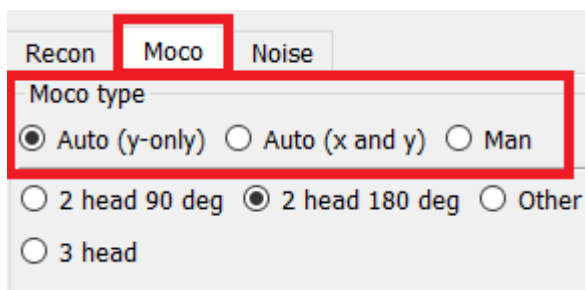 Recon Moco Noise
Moco type
Auto (y-only) Auto (x and y) Man
2 head 90 deg 2 head 180 deg Other
3 head